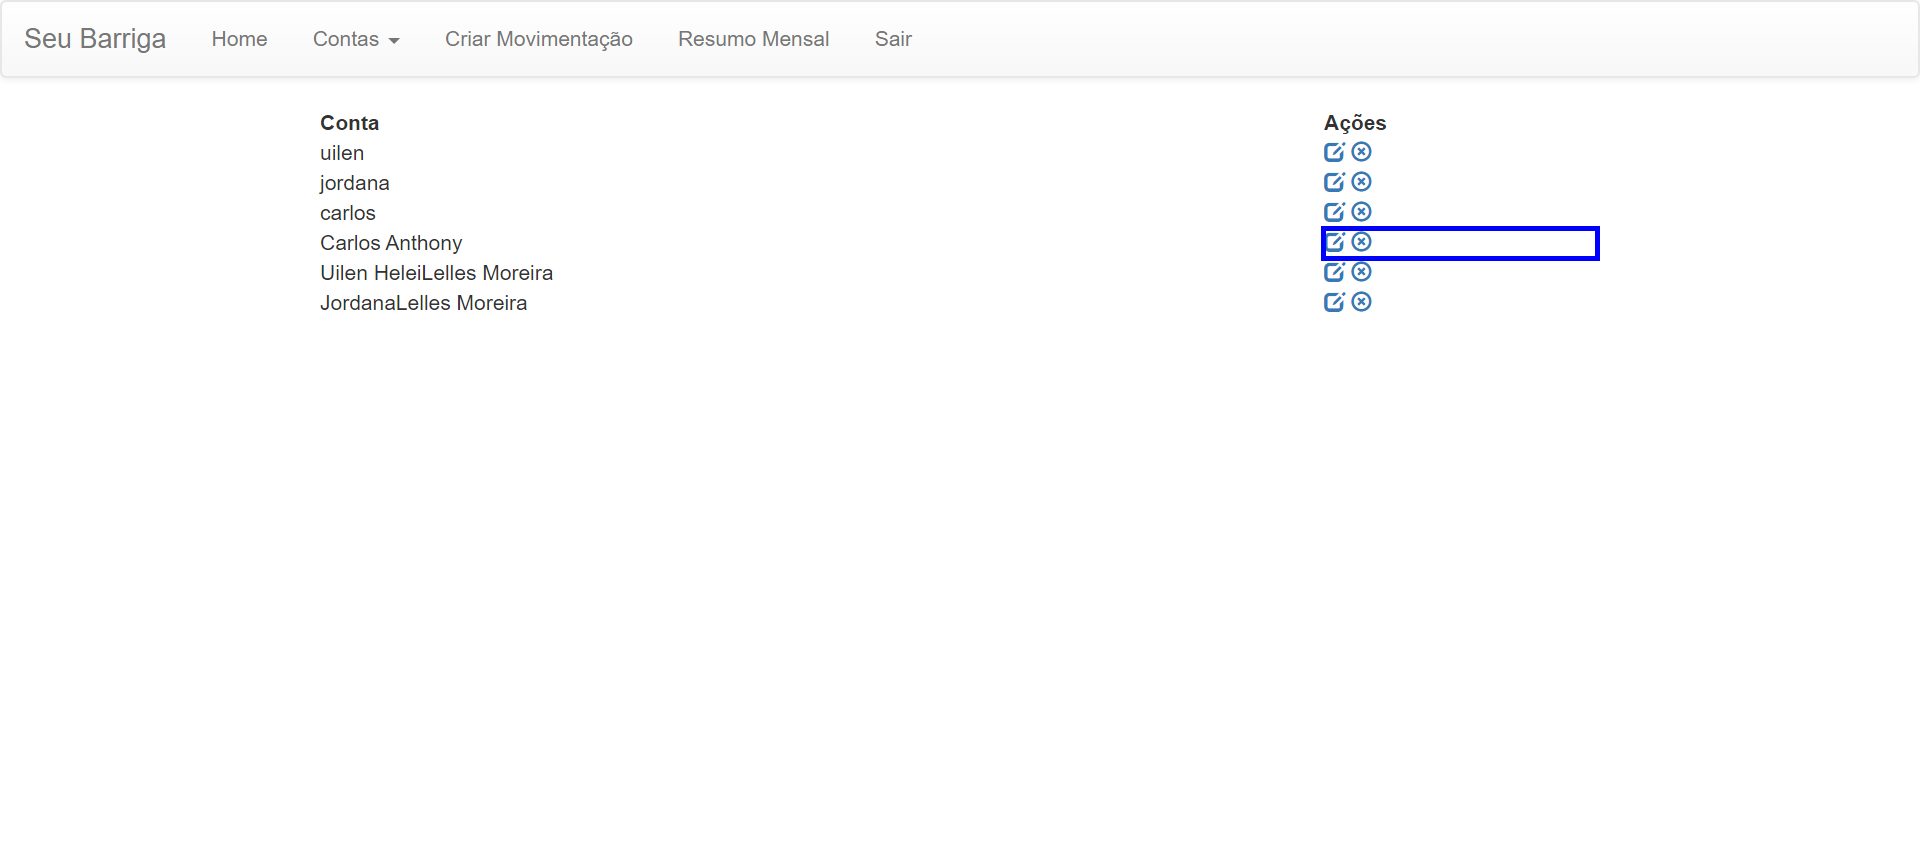 Seu Barriga Home Contas Criar Movimentação Resumo Mensal Sair
Conta Ações
uilen
jordana
carlos
Carlos Anthony
Uilen HeleiLelles Moreira
JordanaLelles Moreira